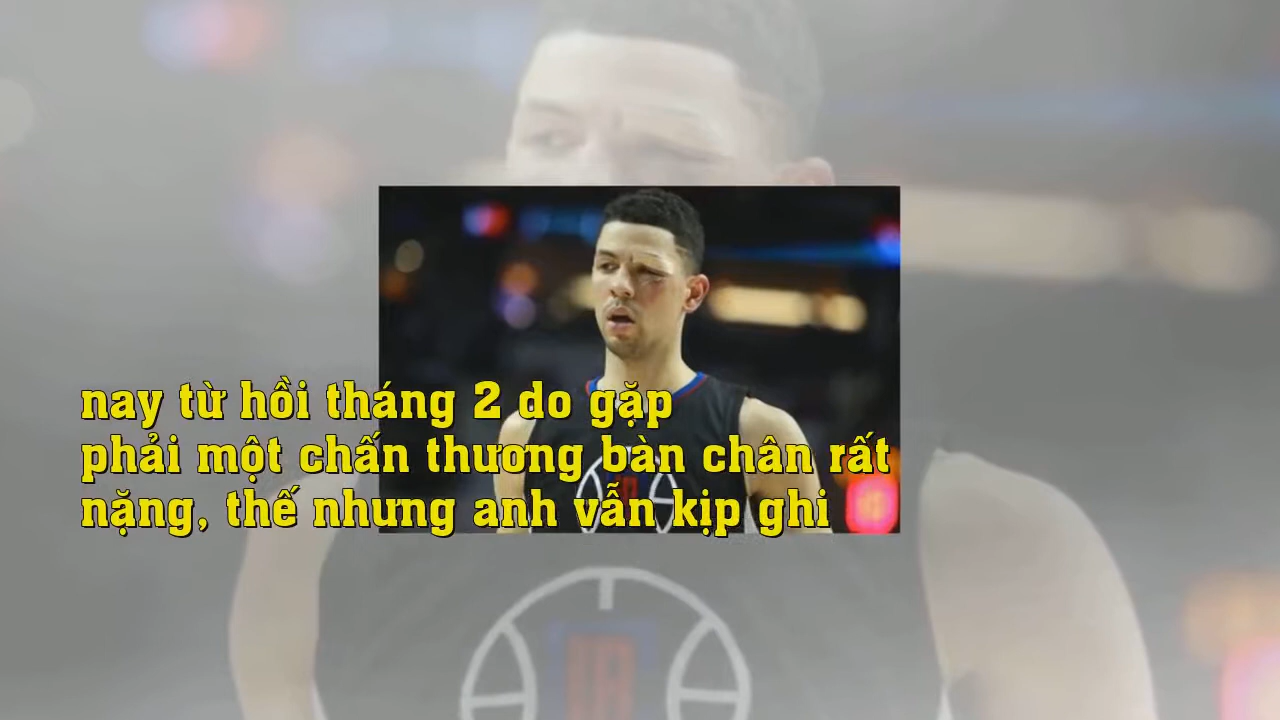 nay từ hồi tháng 2 do gặp
phải một chấn thương bàn chân rất
nặng, thế nhưng anh vẫn kịp ghi